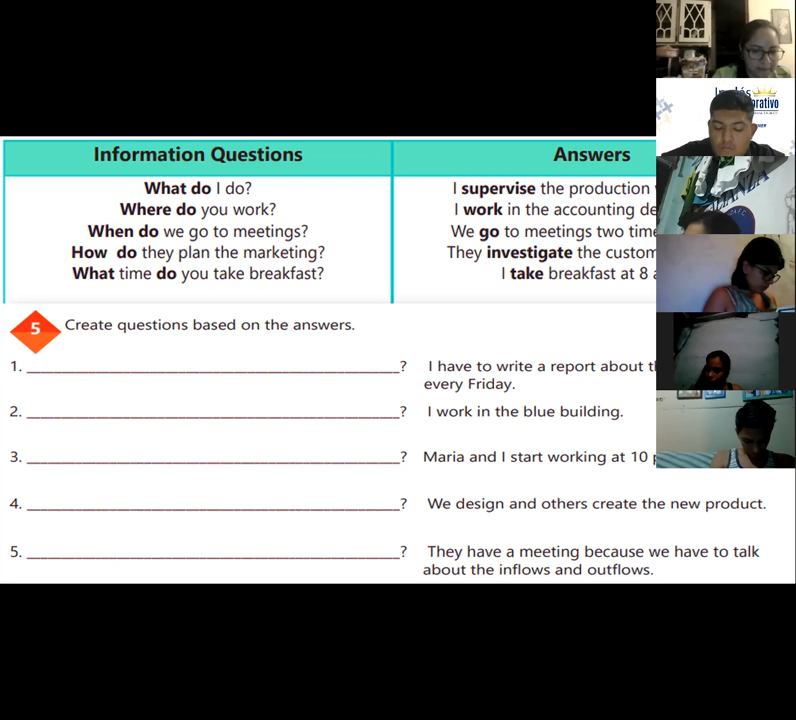 Information Questions
Answers
What do I do?
I supervise the production
Where do you work?
I work in the accounting
When do we go to meetings?
We go to meetings two
How do they plan the marketing?
They investigate the
What time do you take breakfast?
I take breakfast at 8
5 Create questions based on the answers.
1. ? I have to write a report about
every Friday.
2. ? I work in the blue building.
3. ? Maria and I start working at 10
4. ? We design and others create the new product.
5. ? They have a meeting because we have to talk
about the inflows and outflows.